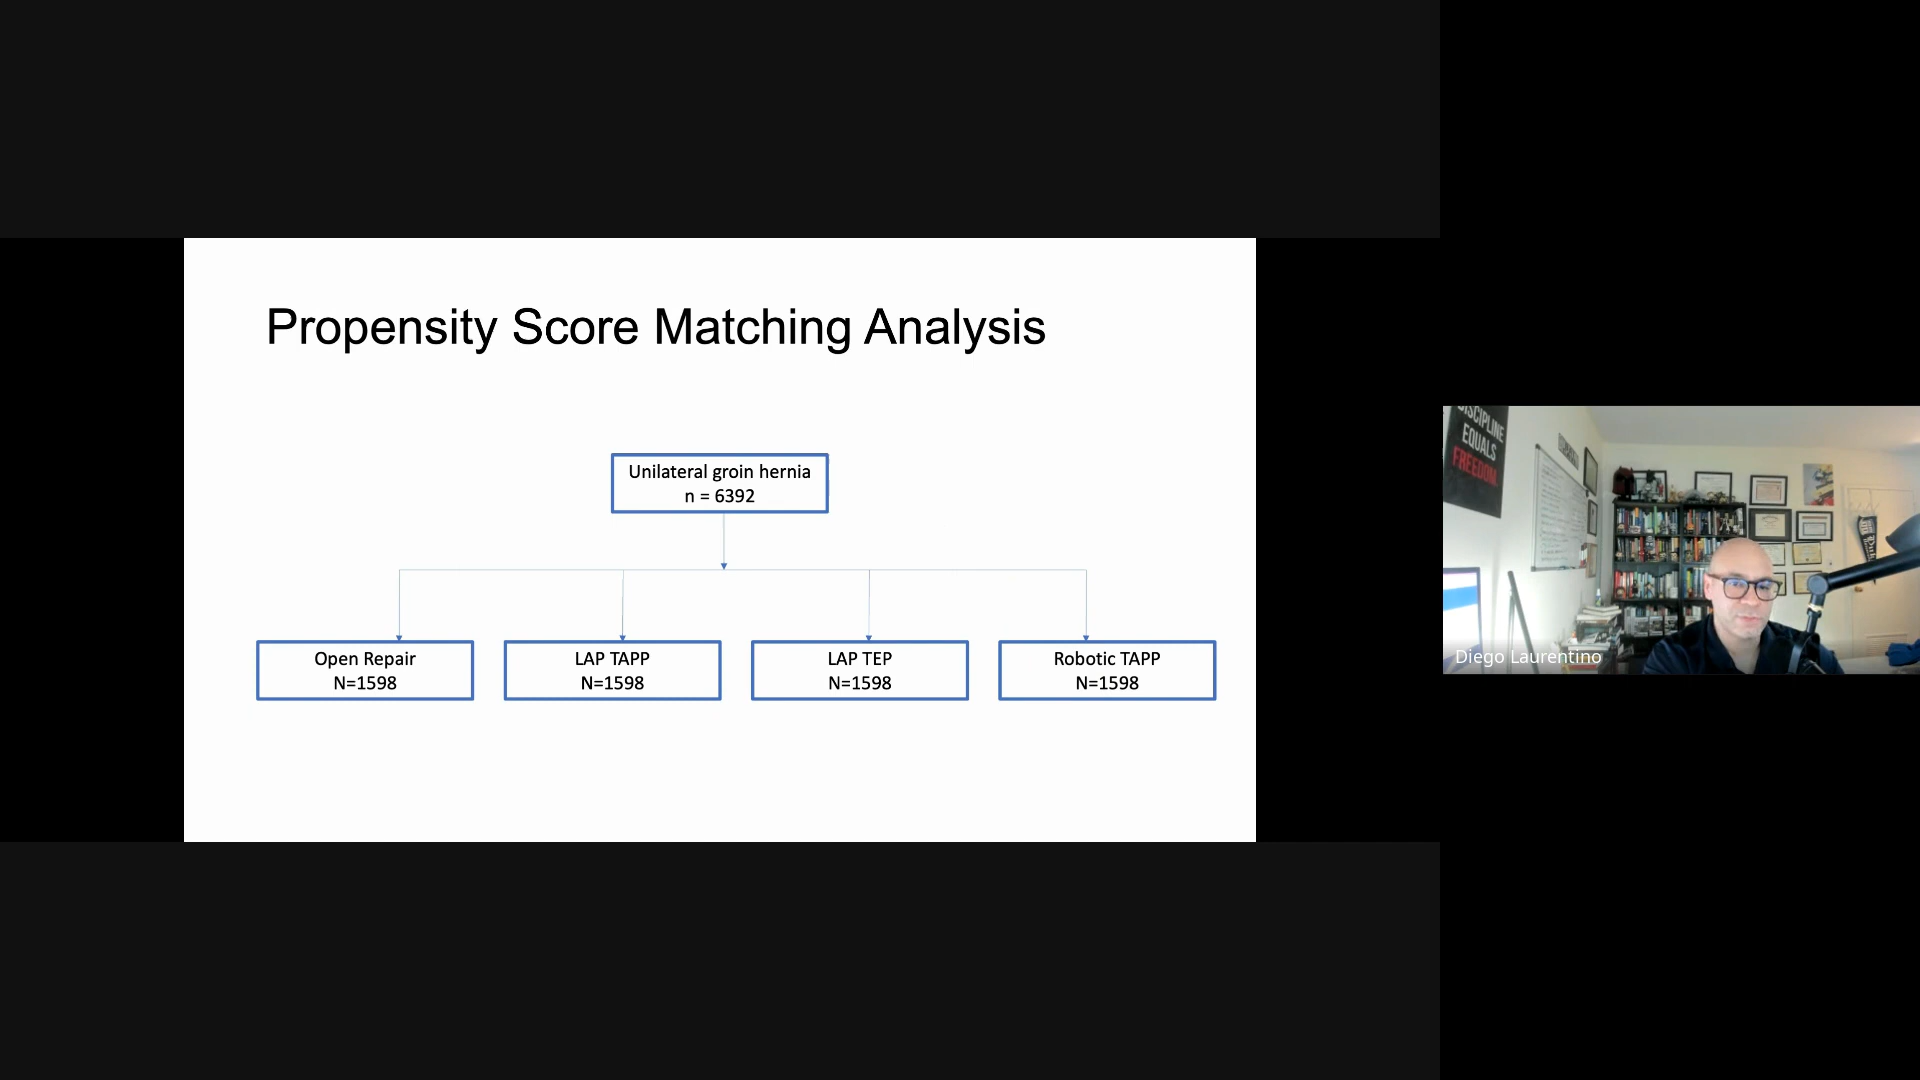 Propensity Score Matching Analysis
Unilateral groin hernia
n = 6392
Open Repair
N=1598
LAP TAPP
N=1598
LAP TEP
N=1598
Robotic TAPP
N=1598
DISCIPLINE
EQUALS
FREEDOM
Diego Laurentino